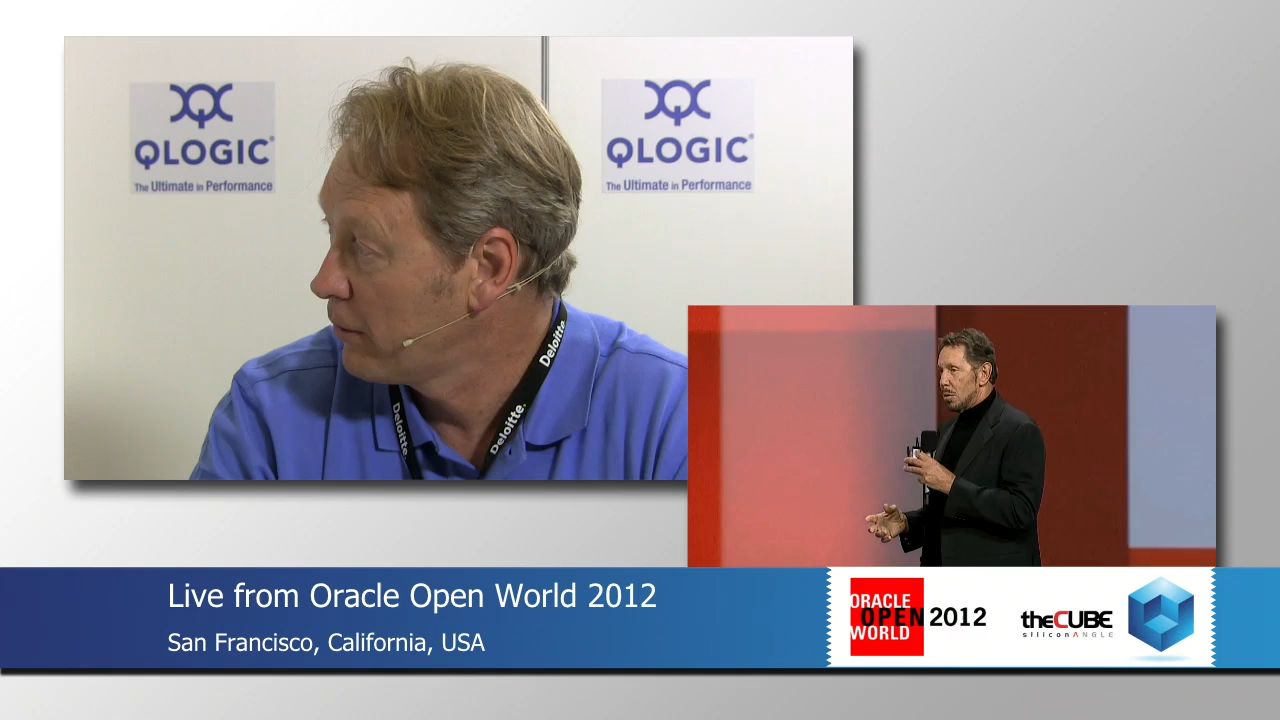 QLOGIC®
The Ultimate in Performance
QLOGIC®
The Ultimate in Performance
Deloitte.
Deloitte.
Deloitte.
Live from Oracle Open World 2012
San Francisco, California, USA
ORACLE
OPEN 2012
WORLD
theCUBE
siliconANGLE